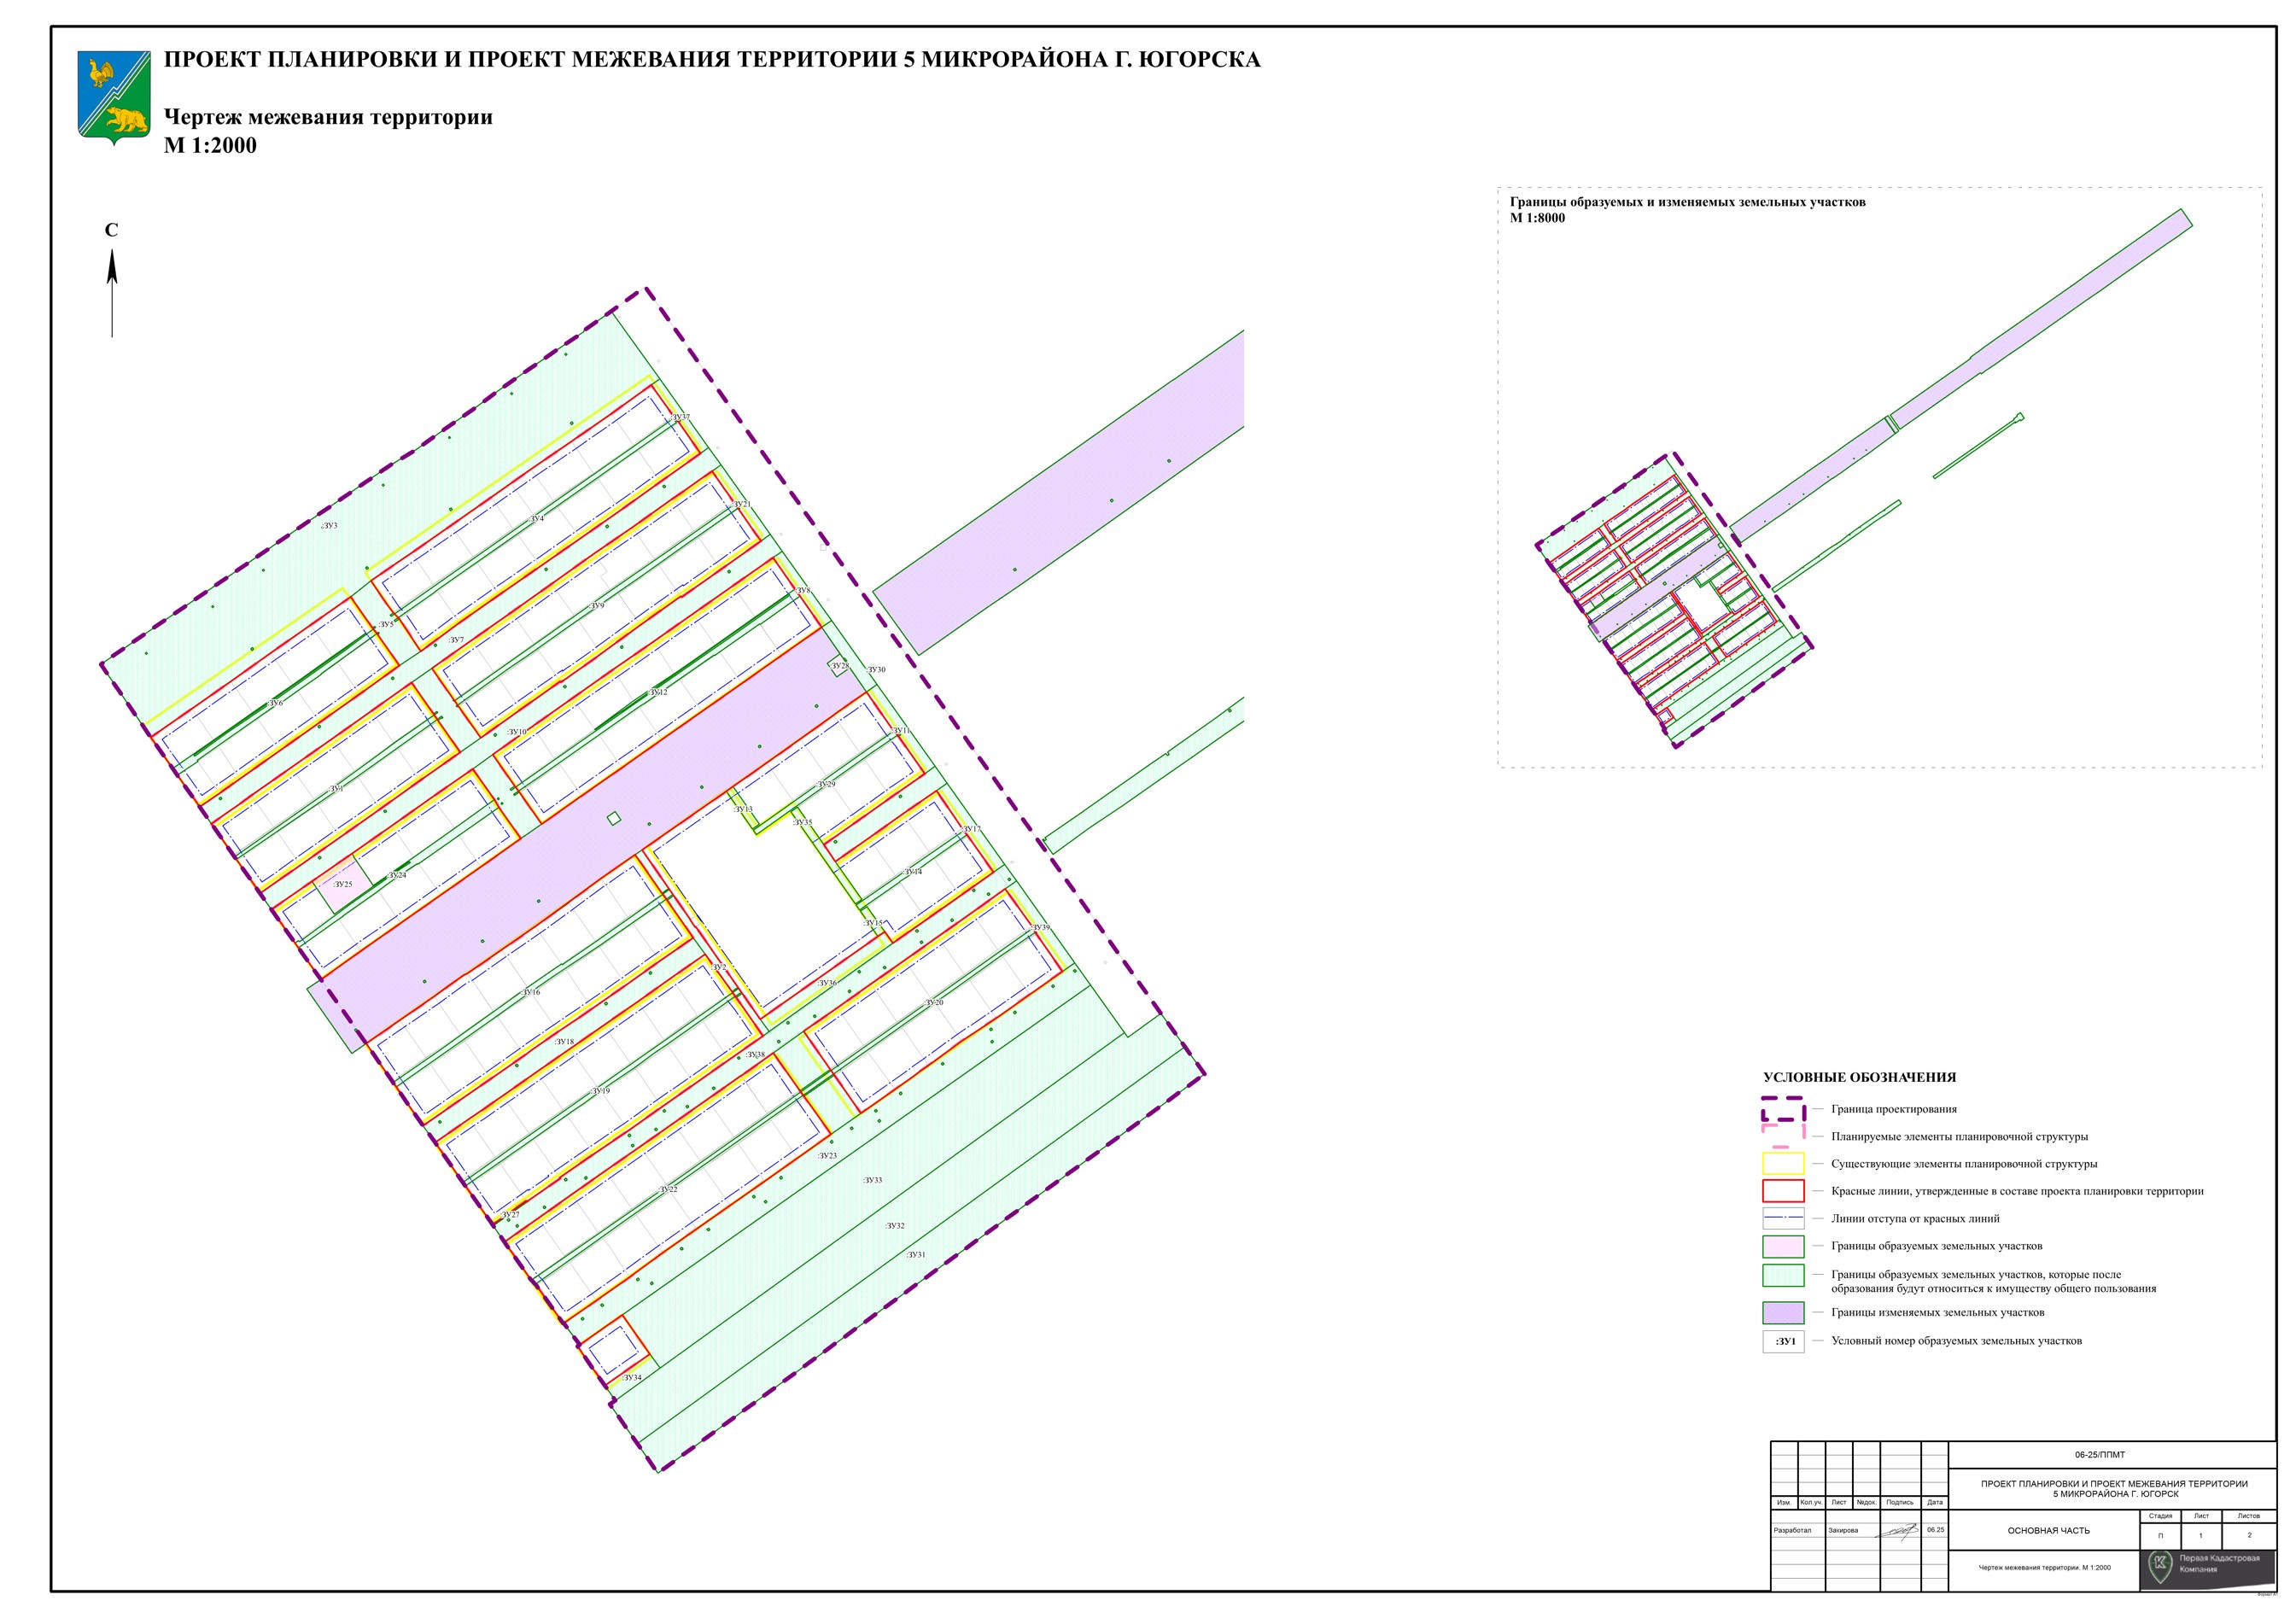 ПРОЕКТ ПЛАНИРОВКИ И ПРОЕКТ МЕЖЕВАНИЯ ТЕРРИТОРИИ 5 МИКРОРАЙОНА Г. ЮГОРСКА
Чертеж межевания территории
М 1:2000
С
Границы образуемых и изменяемых земельных участков
М 1:8000
:ЗУ37
:ЗУ3
:ЗУ4
:ЗУ21
:ЗУ5
:ЗУ9
:ЗУ8
:ЗУ7
:ЗУ28
:ЗУ30
:ЗУ6
:ЗУ12
:ЗУ10
:ЗУ11
:ЗУ1
:ЗУ29
:ЗУ13
:ЗУ35
:ЗУ17
:ЗУ25
:ЗУ24
:ЗУ14
:ЗУ15
:ЗУ39
:ЗУ2
:ЗУ36
:ЗУ16
:ЗУ20
:ЗУ18
:ЗУ38
:ЗУ19
:ЗУ23
:ЗУ33
:ЗУ22
:ЗУ27
:ЗУ32
:ЗУ31
:ЗУ34
УСЛОВНЫЕ ОБОЗНАЧЕНИЯ
Граница проектирования
Планируемые элементы планировочной структуры
Существующие элементы планировочной структуры
Красные линии, утвержденные в составе проекта планировки территории
Линии отступа от красных линий
Границы образуемых земельных участков
Границы образуемых земельных участков, которые после
образования будут относиться к имуществу общего пользования
Границы изменяемых земельных участков
:ЗУ1 Условный номер образуемых земельных участков
06-25/ППМТ
ПРОЕКТ ПЛАНИРОВКИ И ПРОЕКТ МЕЖЕВАНИЯ ТЕРРИТОРИИ
5 МИКРОРАЙОНА Г. ЮГОРСК
Изм. Кол.уч. Лист №док. Подпись Дата
Стадия Лист Листов
Разработал Закирова 06.25
ОСНОВНАЯ ЧАСТЬ
П 1 2
Чертеж межевания территории. М 1:2000
Первая Кадастровая
Компания